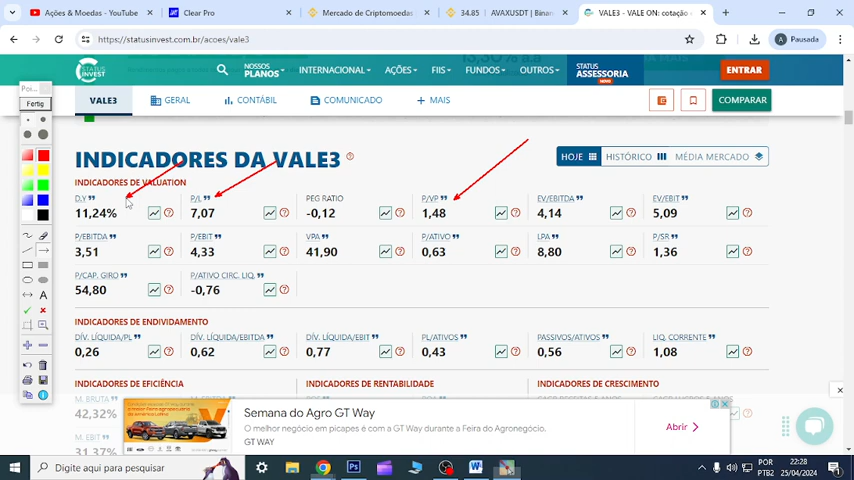 Ações & Moedas - YouTube
Clear Pro
Mercado de Criptomoedas
34.85 | AVAXUSDT | Binan
VALE3 - VALE ON: cotação
https://statusinvest.com.br/acoes/vale3
A Pausada
STATUS INVEST
NOSSOS PLANOS
INTERNACIONAL
AÇÕES
FIIS
FUNDOS
OUTROS
STATUS ASSESSORIA
NOVO
ENTRAR
VALE3
GERAL
CONTÁBIL
COMUNICADO
+ MAIS
COMPARAR
Poi...
Fertig
INDICADORES DA VALE3
HOJE
HISTÓRICO
MÉDIA MERCADO
INDICADORES DE VALUATION
D.Y P/L PEG RATIO P/VP EV/EBITDA EV/EBIT
11,24% 7,07 -0,12 1,48 4,14 5,09
P/EBITDA P/EBIT VPA P/ATIVO LPA P/SR
3,51 4,33 41,90 0,63 8,80 1,36
P/CAP. GIRO P/ATIVO CIRC. LIQ.
54,80 -0,76
INDICADORES DE ENDIVIDAMENTO
DÍV. LÍQUIDA/PL DÍV. LÍQUIDA/EBITDA DÍV. LÍQUIDA/EBIT PL/ATIVOS PASSIVOS/ATIVOS LIQ. CORRENTE
0,26 0,62 0,77 0,43 0,56 1,08
INDICADORES DE EFICIÊNCIA INDICADORES DE RENTABILIDADE INDICADORES DE CRESCIMENTO
M. BRUTA
42,32%
M. EBIT
31,37%
Semana do Agro GT Way
O melhor negócio em picapes é com a GT Way durante a Feira do Agronegócio.
GT WAY
Abrir
A
Digite aqui para pesquisar
POR
PTB2
22:28
25/04/2024